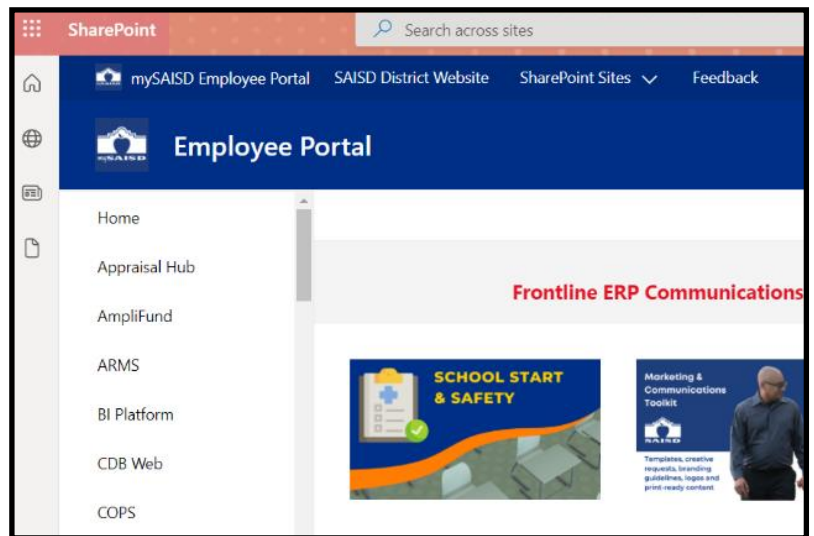 SharePoint
Search across sites
mySAISD Employee Portal SAISD District Website SharePoint Sites Feedback
mySAISD
Employee Portal
Home
Appraisal Hub
AmpliFund
ARMS
BI Platform
CDB Web
COPS
Frontline ERP Communications
SCHOOL START
& SAFETY
Marketing &
Communications
Toolkit
SAISD
Templates, creative
requests, branding
guidelines, logos and
print-ready content